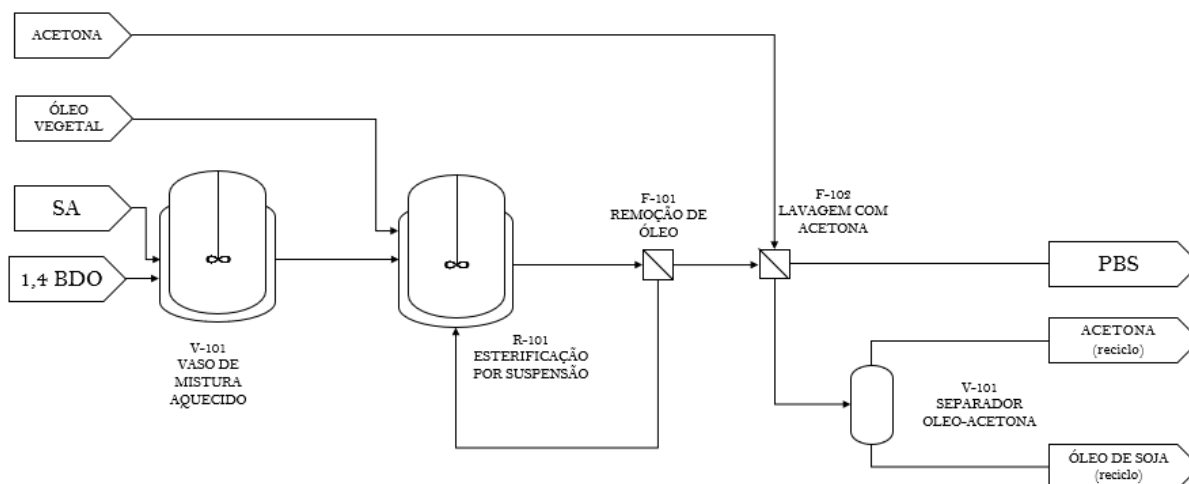 ACETONA
ÓLEO
VEGETAL
SA
1,4 BDO
V-101
VASO DE
MISTURA
AQUECIDO
R-101
ESTERIFICAÇÃO
POR SUSPENSÃO
F-101
REMOÇÃO DE
ÓLEO
F-102
LAVAGEM COM
ACETONA
PBS
ACETONA
(reciclo)
V-101
SEPARADOR
OLEO-ACETONA
ÓLEO DE SOJA
(reciclo)